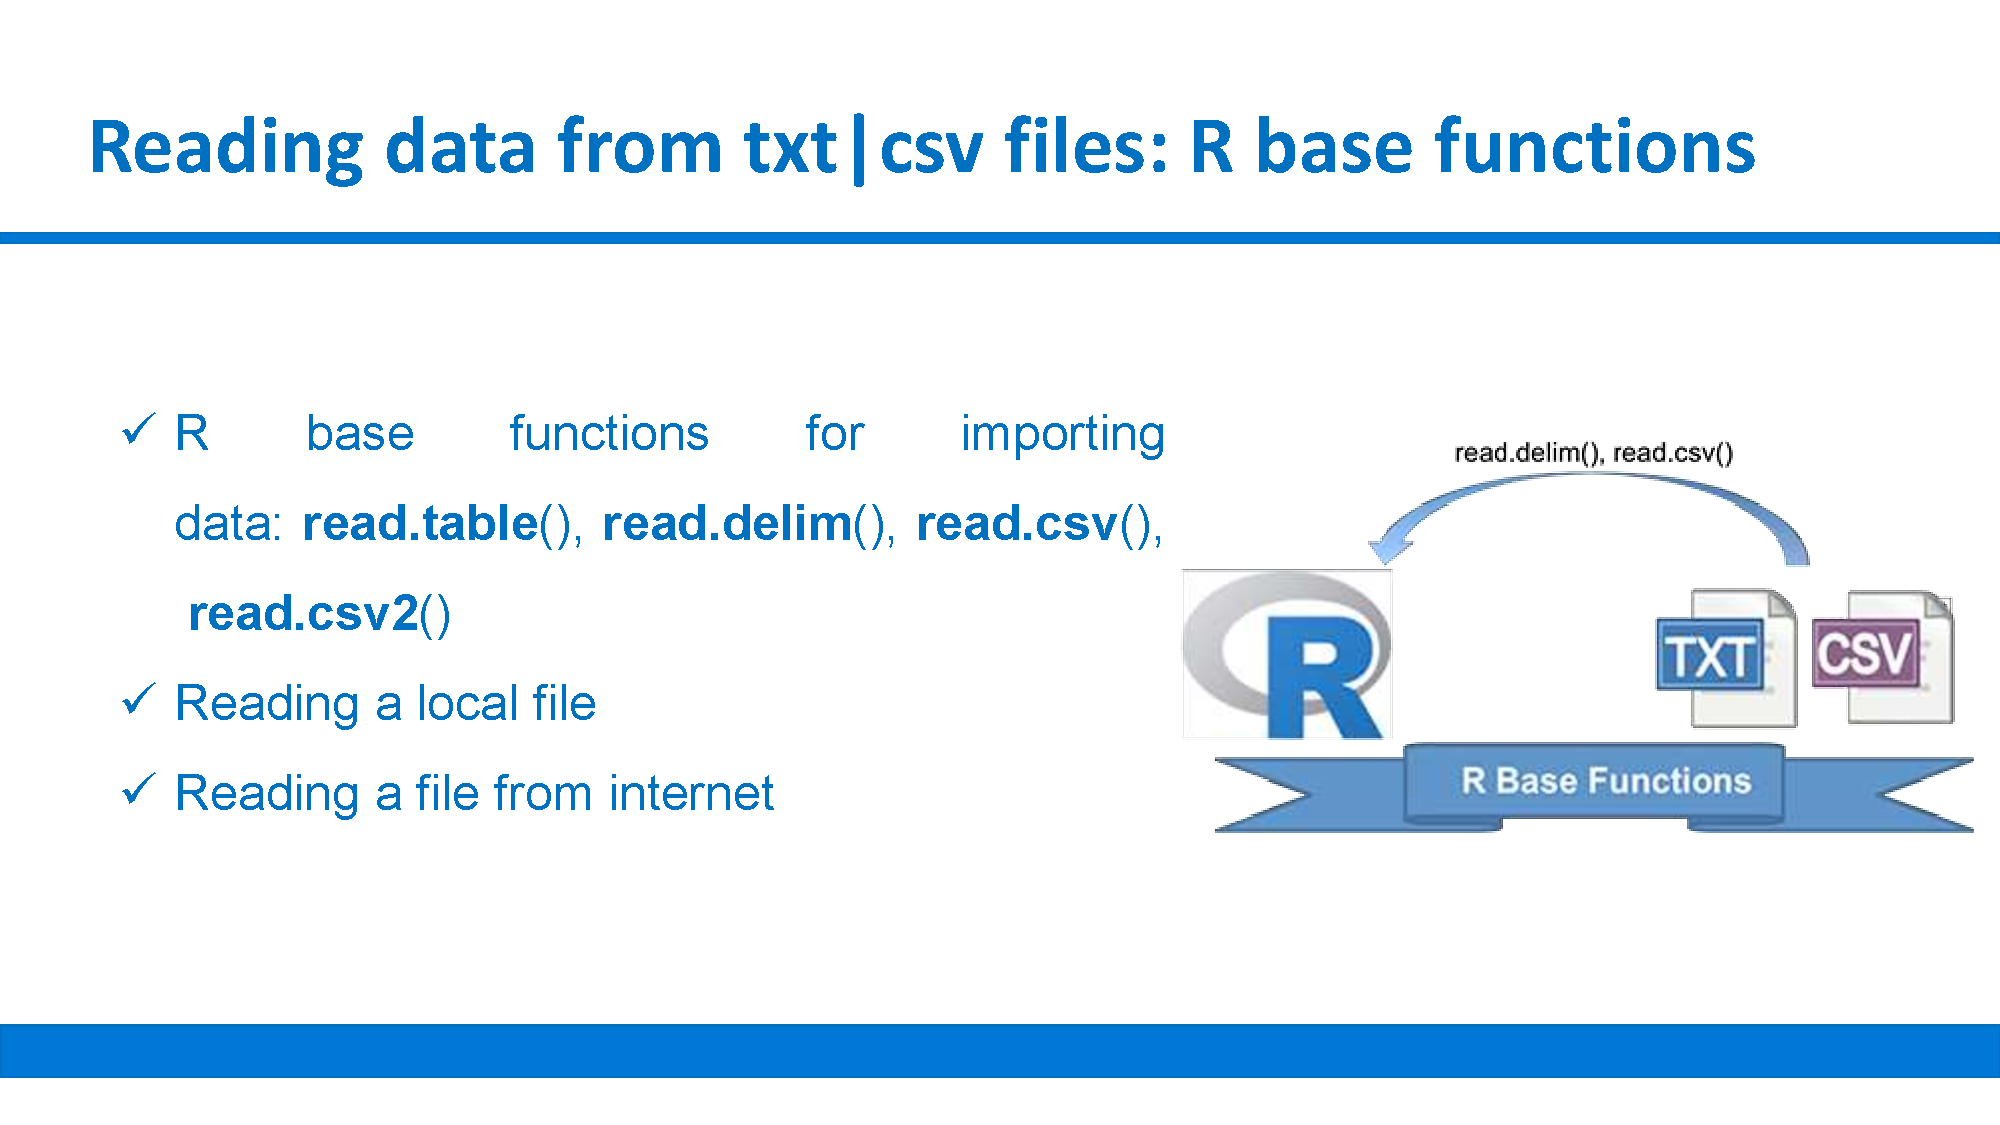 Reading data from txt|csv files: R base functions
✓ R base functions for importing
data: read.table(), read.delim(), read.csv(),
read.csv2()
✓ Reading a local file
✓ Reading a file from internet
read.delim(), read.csv()
R
TXT
CSV
R Base Functions